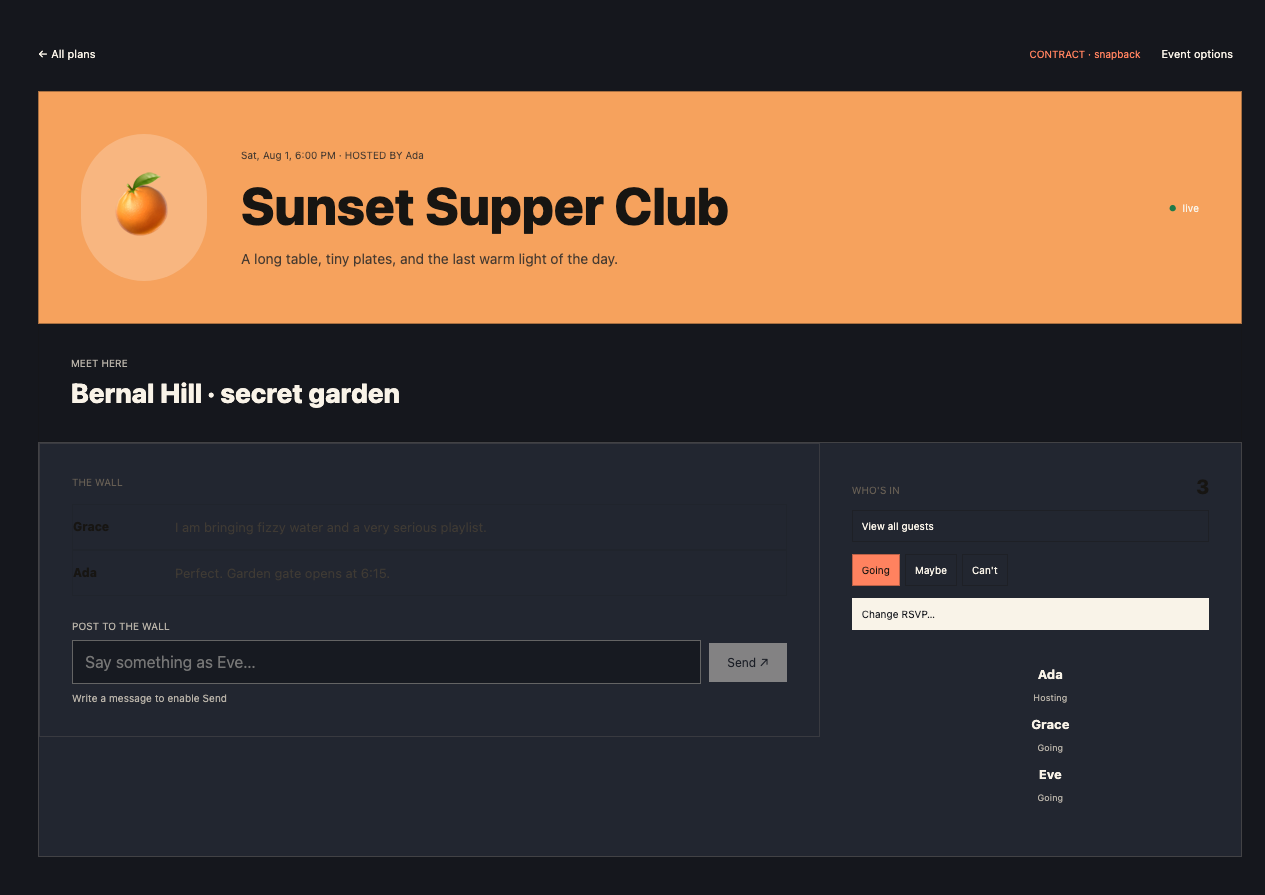 ← All plans
CONTRACT · snapback
Event options
Sat, Aug 1, 6:00 PM · HOSTED BY Ada
Sunset Supper Club
A long table, tiny plates, and the last warm light of the day.
live
MEET HERE
Bernal Hill · secret garden
THE WALL
Grace I am bringing fizzy water and a very serious playlist.
Ada Perfect. Garden gate opens at 6:15.
POST TO THE WALL
Say something as Eve...
Send ↗
Write a message to enable Send
WHO'S IN 3
View all guests
Going Maybe Can't
Change RSVP...
Ada
Hosting
Grace
Going
Eve
Going